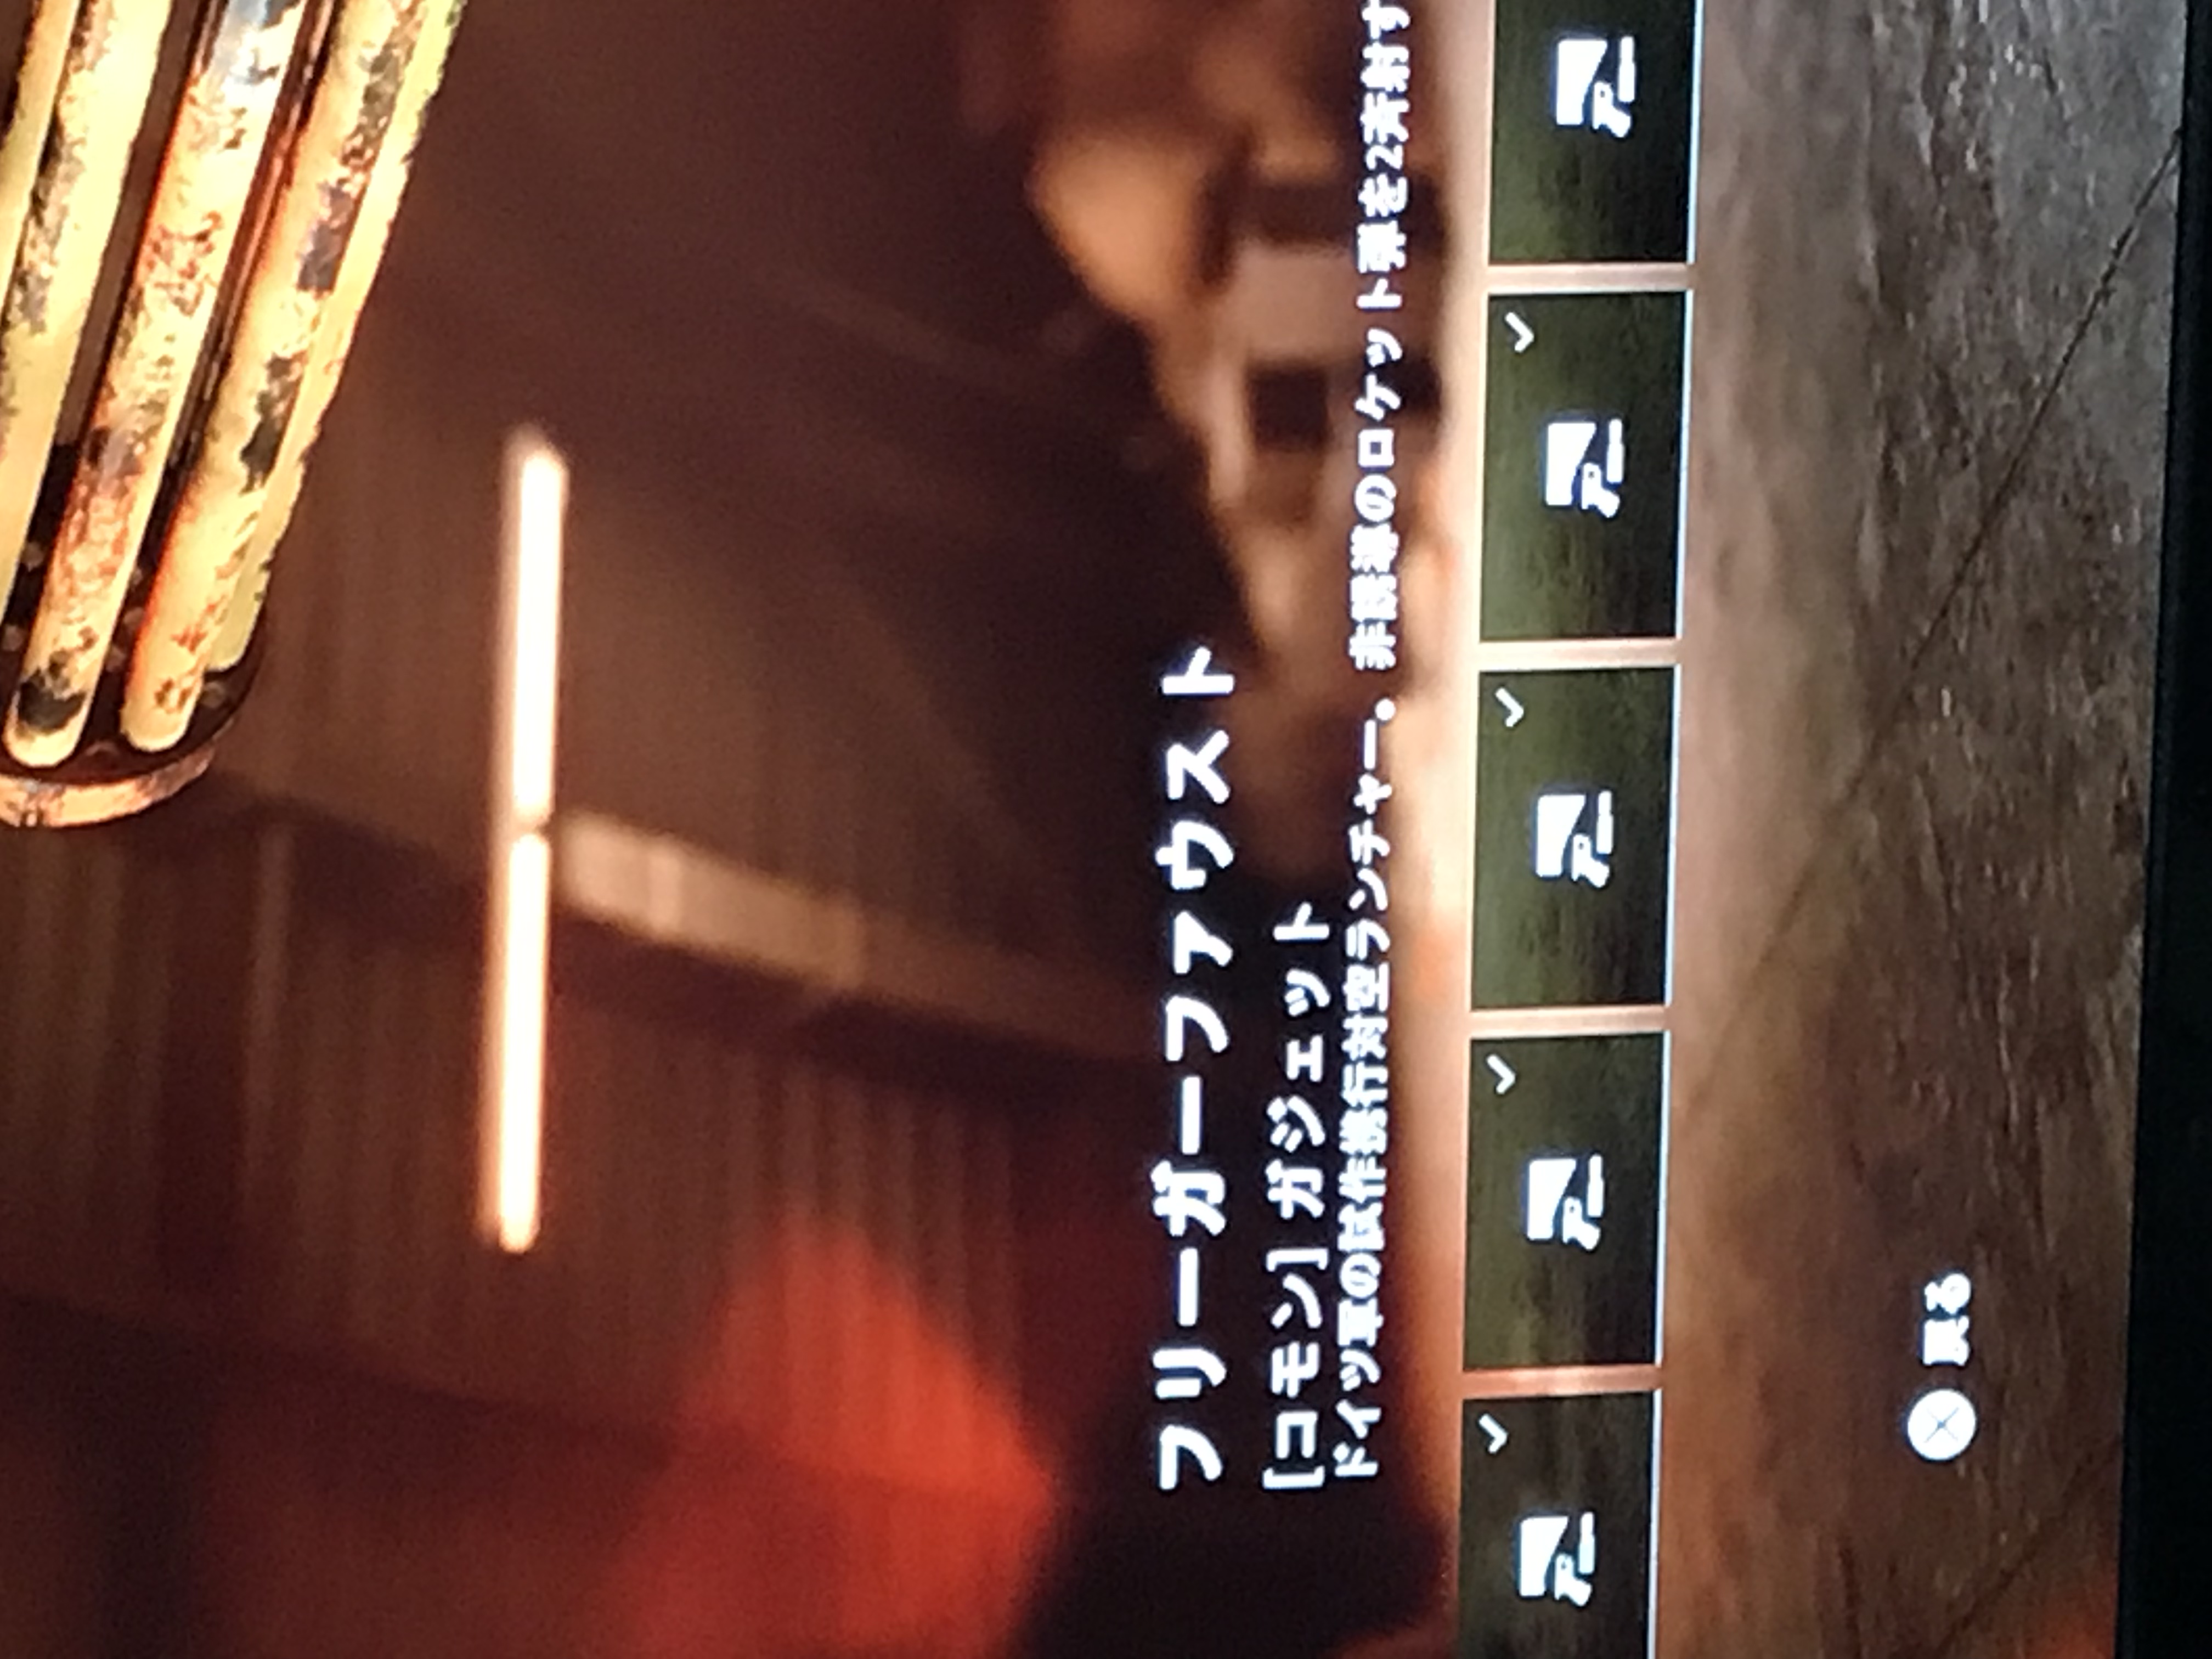 フリーガーファウスト
[コモン] ガジェット
ドイツ軍の試作携行対空ランチャー。非誘導のロケット弾を2斉射す
戻る